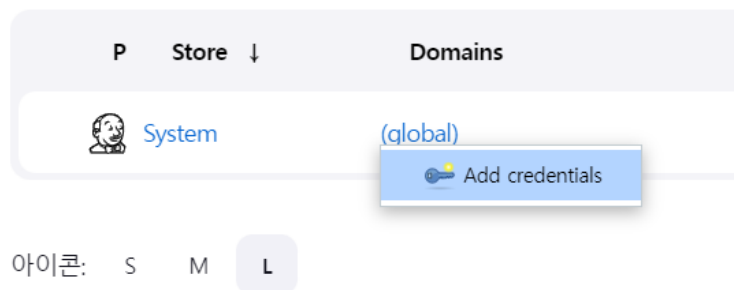 P Store ↓ Domains
System (global)
Add credentials
아이콘: S M L